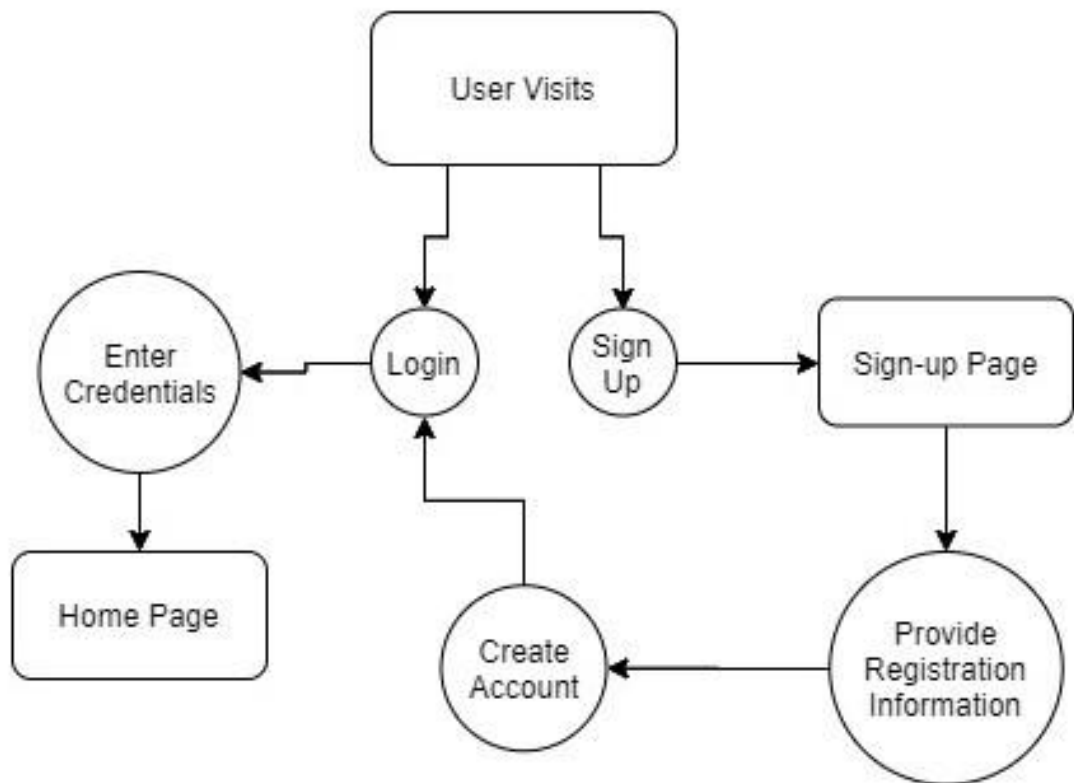 User Visits
Enter
Credentials
Login
Sign
Up
Sign-up Page
Home Page
Create
Account
Provide
Registration
Information